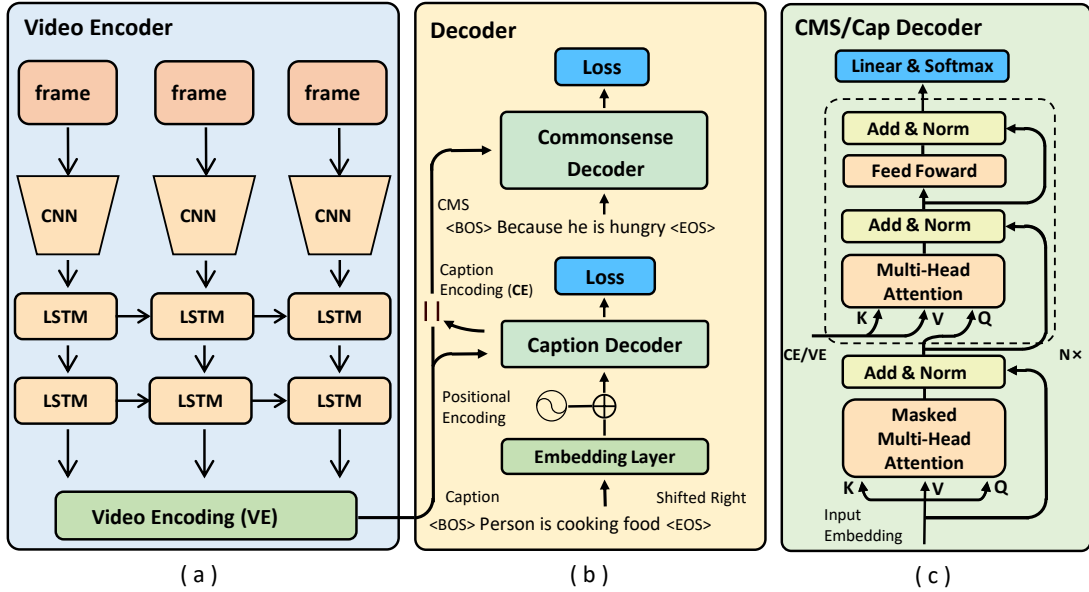 Video Encoder
frame
frame
frame
CNN
CNN
CNN
LSTM
LSTM
LSTM
LSTM
LSTM
LSTM
Video Encoding (VE)
( a )
Decoder
Loss
Commonsense
Decoder
CMS
<BOS> Because he is hungry <EOS>
Caption
Encoding (CE)
Loss
Caption Decoder
Positional
Encoding
Embedding Layer
Caption
Shifted Right
<BOS> Person is cooking food <EOS>
( b )
CMS/Cap Decoder
Linear & Softmax
Add & Norm
Feed Foward
Add & Norm
Multi-Head
Attention
K
V
Q
CE/VE
N×
Add & Norm
Masked
Multi-Head
Attention
K
V
Q
Input
Embedding
( c )